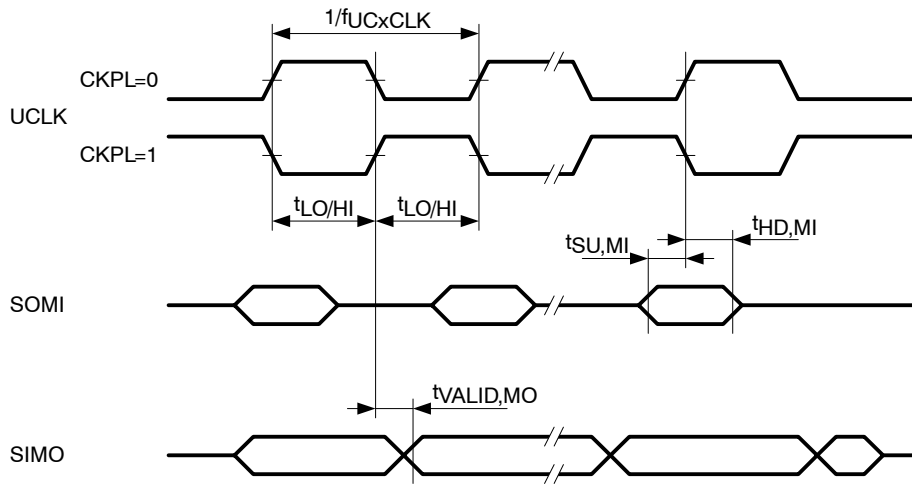 1/fUCxCLK
CKPL=0
UCLK
CKPL=1
tLO/HI tLO/HI
tSU,MI tHD,MI
SOMI
tVALID,MO
SIMO